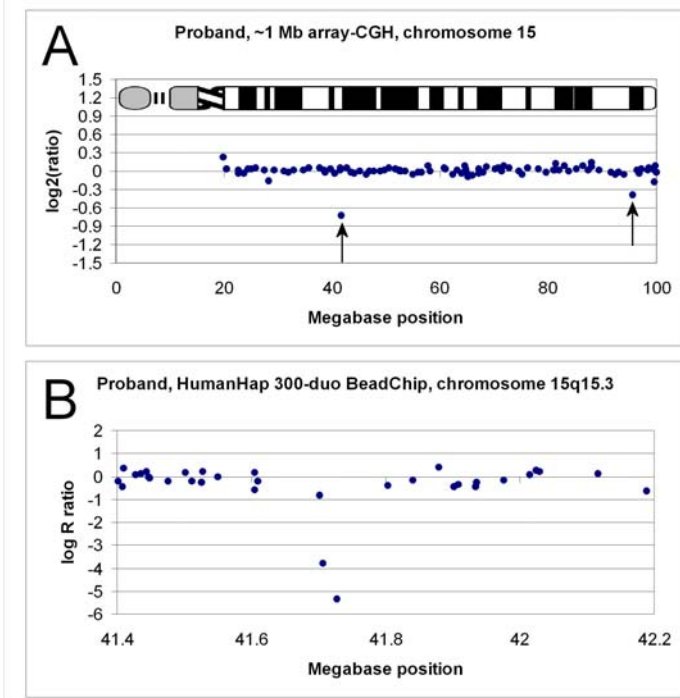 A
Proband, ~1 Mb array-CGH, chromosome 15
log2(ratio)
1.5
1.2
0.9
0.6
0.3
0
-0.3
-0.6
-0.9
-1.2
-1.5
0 20 40 60 80 100
Megabase position
B
Proband, HumanHap 300-duo BeadChip, chromosome 15q15.3
log R ratio
2
1
0
-1
-2
-3
-4
-5
-6
41.4 41.6 41.8 42 42.2
Megabase position